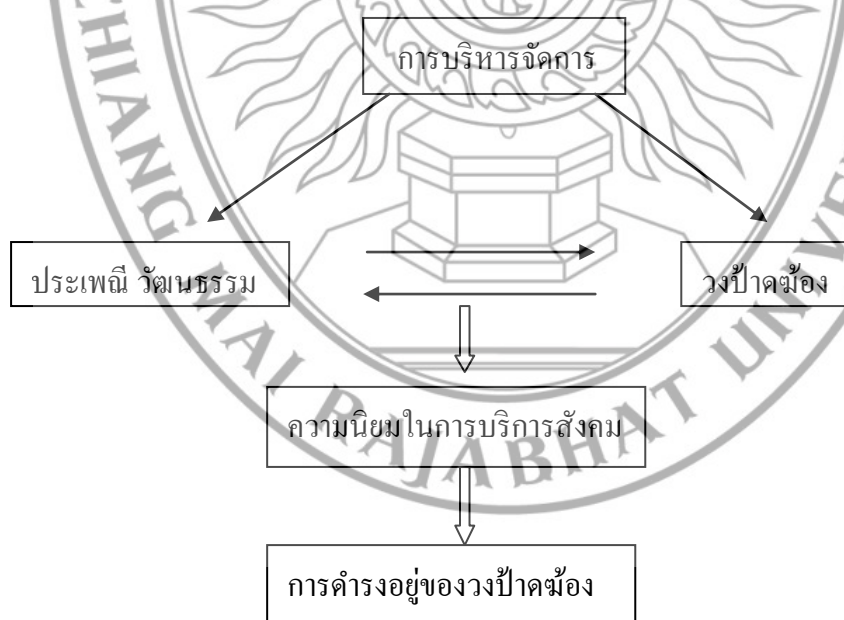 การบริหารจัดการ
ประเพณี วัฒนธรรม
วงป้าดฆ้อง
ความนิยมในการบริการสังคม
การดำรงอยู่ของวงป้าดฆ้อง
CHIANG MAI RAJABHAT